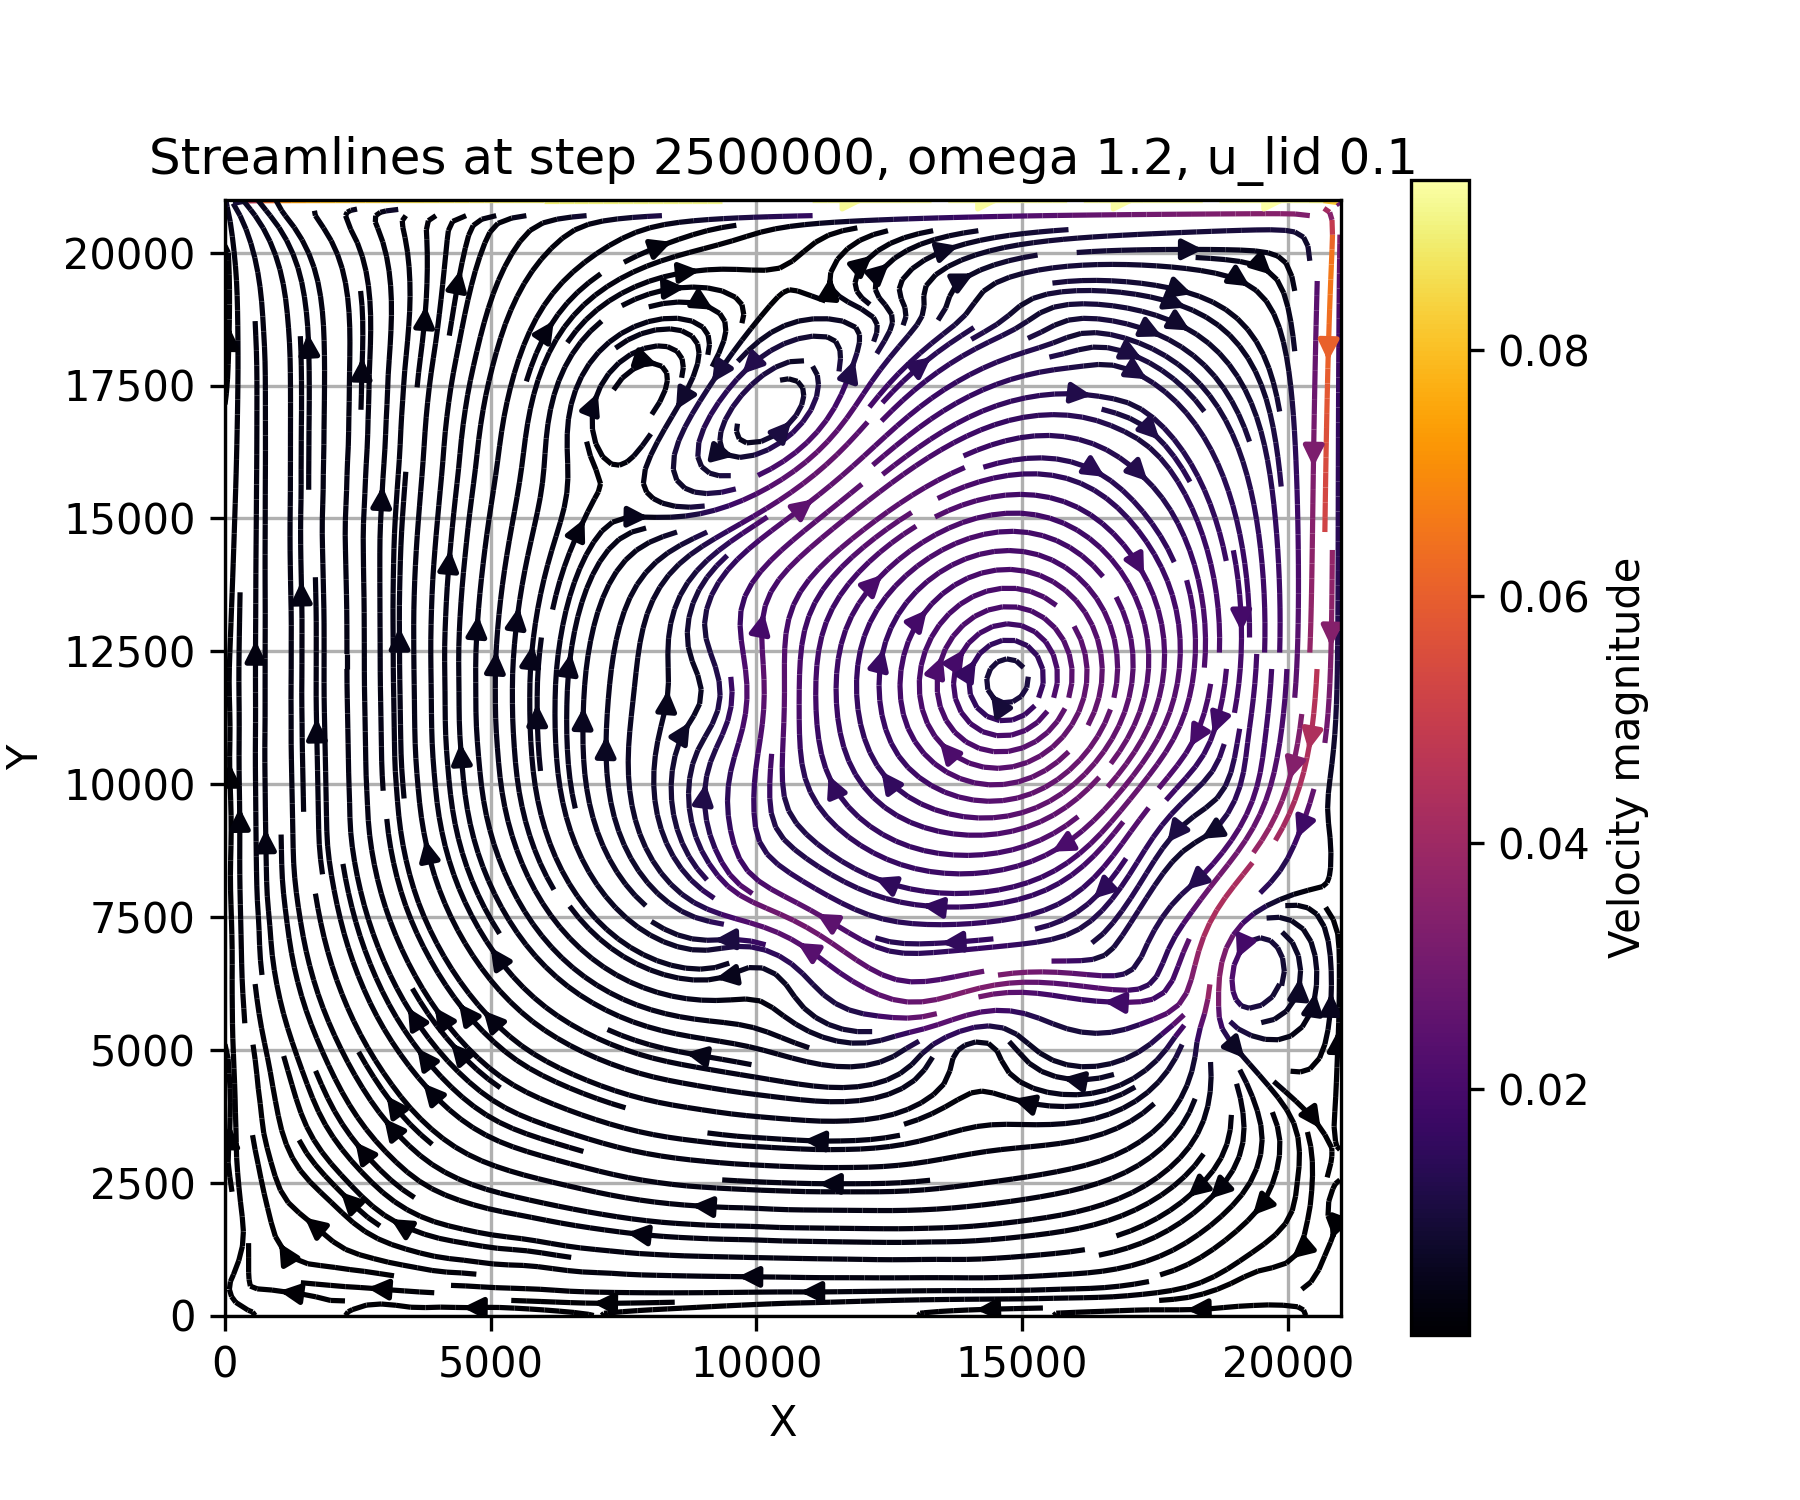 Streamlines at step 2500000, omega 1.2, u_lid 0.1
20000
17500
15000
12500
10000
7500
5000
2500
0
Y
0 5000 10000 15000 20000
X
0.08
0.06
0.04
0.02
Velocity magnitude